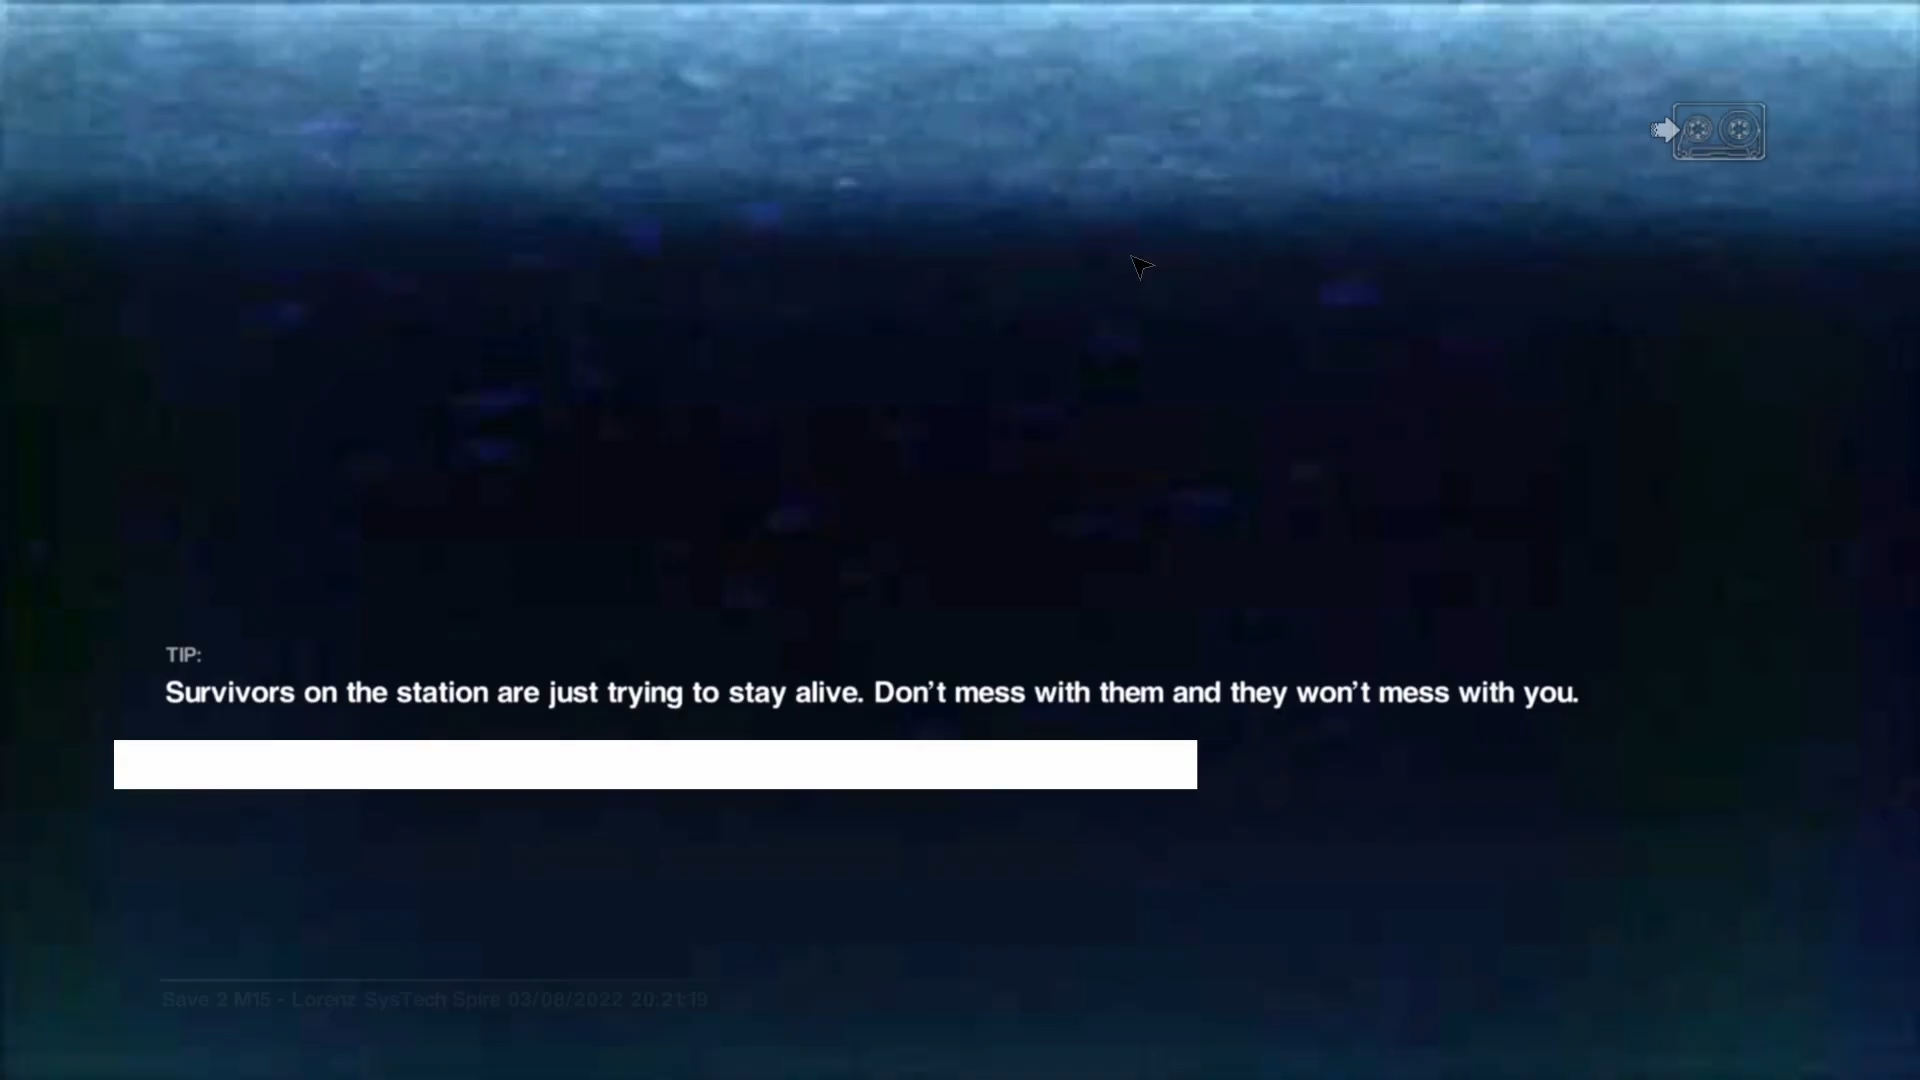 TIP:
Survivors on the station are just trying to stay alive. Don't mess with them and they won't mess with you.
Save 2 M15 - Lorenz SysTech Spire 03/08/2022 20:21:19